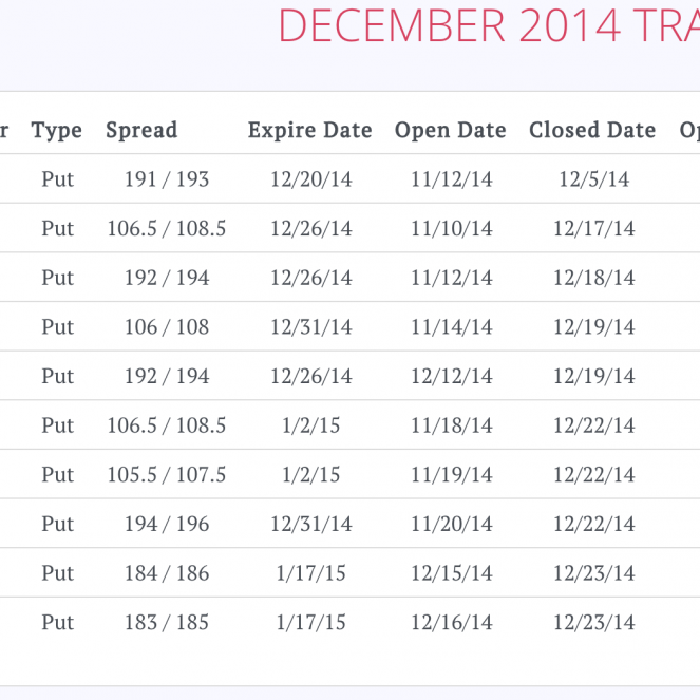 DECEMBER 2014 TRA
r Type Spread Expire Date Open Date Closed Date Op
Put 191 / 193 12/20/14 11/12/14 12/5/14
Put 106.5 / 108.5 12/26/14 11/10/14 12/17/14
Put 192 / 194 12/26/14 11/12/14 12/18/14
Put 106 / 108 12/31/14 11/14/14 12/19/14
Put 192 / 194 12/26/14 12/12/14 12/19/14
Put 106.5 / 108.5 1/2/15 11/18/14 12/22/14
Put 105.5 / 107.5 1/2/15 11/19/14 12/22/14
Put 194 / 196 12/31/14 11/20/14 12/22/14
Put 184 / 186 1/17/15 12/15/14 12/23/14
Put 183 / 185 1/17/15 12/16/14 12/23/14